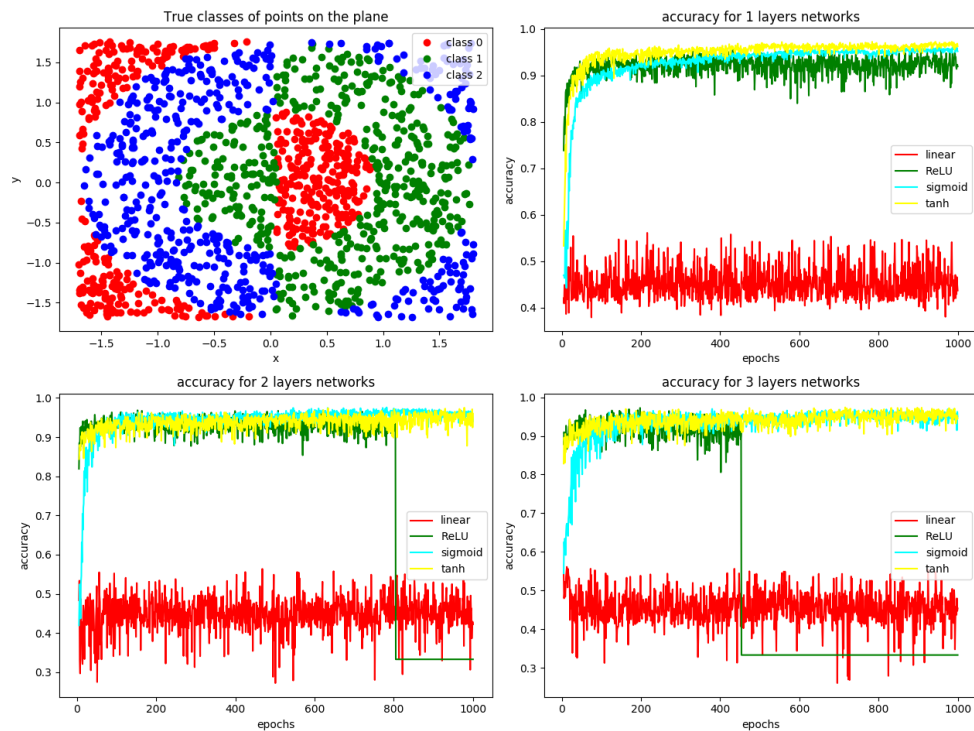 True classes of points on the plane
class 0
class 1
class 2
1.5
1.0
0.5
0.0
−0.5
−1.0
−1.5
y
−1.5
−1.0
−0.5
0.0
0.5
1.0
1.5
x
accuracy for 1 layers networks
1.0
0.9
0.8
0.7
0.6
0.5
0.4
accuracy
linear
ReLU
sigmoid
tanh
0
200
400
600
800
1000
epochs
accuracy for 2 layers networks
1.0
0.9
0.8
0.7
0.6
0.5
0.4
0.3
accuracy
linear
ReLU
sigmoid
tanh
0
200
400
600
800
1000
epochs
accuracy for 3 layers networks
1.0
0.9
0.8
0.7
0.6
0.5
0.4
0.3
accuracy
linear
ReLU
sigmoid
tanh
0
200
400
600
800
1000
epochs